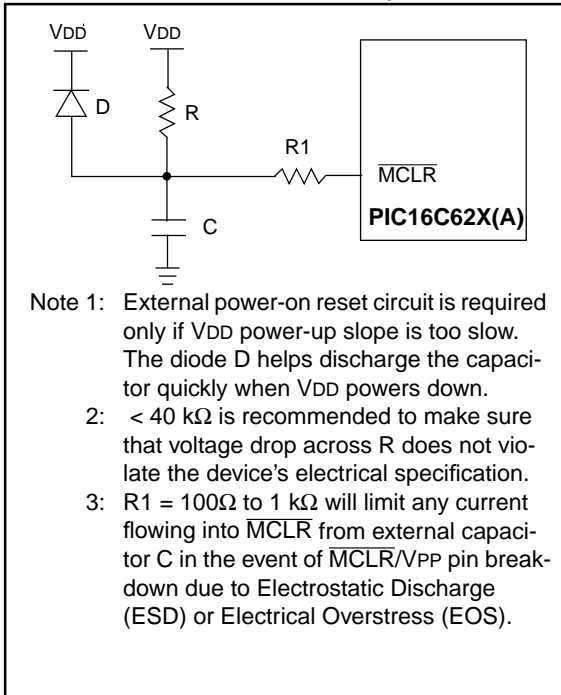 VDD VDD
D
R
R1
MCLR
PIC16C62X(A)
C
Note 1: External power-on reset circuit is required
only if VDD power-up slope is too slow.
The diode D helps discharge the capaci-
tor quickly when VDD powers down.
2: < 40 kΩ is recommended to make sure
that voltage drop across R does not vio-
late the device's electrical specification.
3: R1 = 100Ω to 1 kΩ will limit any current
flowing into MCLR from external capaci-
tor C in the event of MCLR/VPP pin break-
down due to Electrostatic Discharge
(ESD) or Electrical Overstress (EOS).